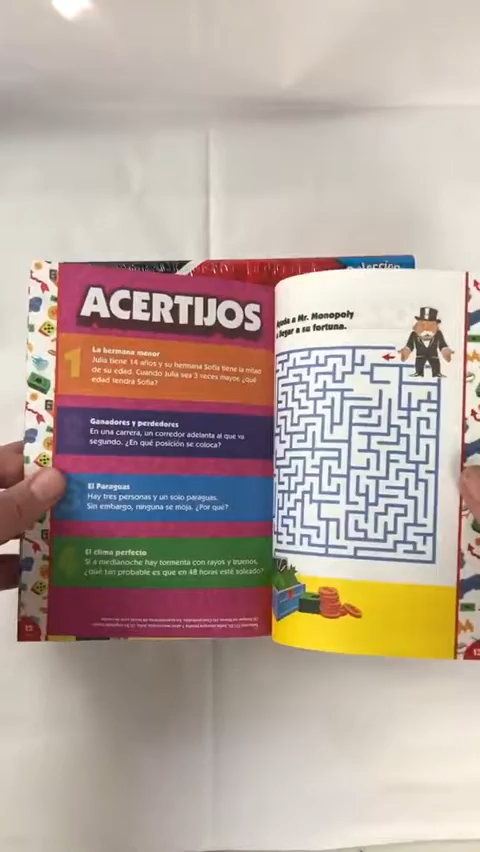 Colección
ACERTIJOS
1
La hermana menor
Julia tiene 14 años y su hermana Sofía tiene la mitad
de su edad. Cuando Julia sea 3 veces mayor, ¿qué
edad tendrá Sofía?
Ganadores y perdedores
En una carrera, un corredor adelanta al que va
segundo. ¿En qué posición se coloca?
3
El Paraguas
Hay tres personas y un solo paraguas.
Sin embargo, ninguna se moja. ¿Por qué?
El clima perfecto
Si a medianoche hay tormenta con rayos y truenos,
¿qué tan probable es que en 48 horas esté soleado?
12
a Mr. Monopoly
llegar a su fortuna.